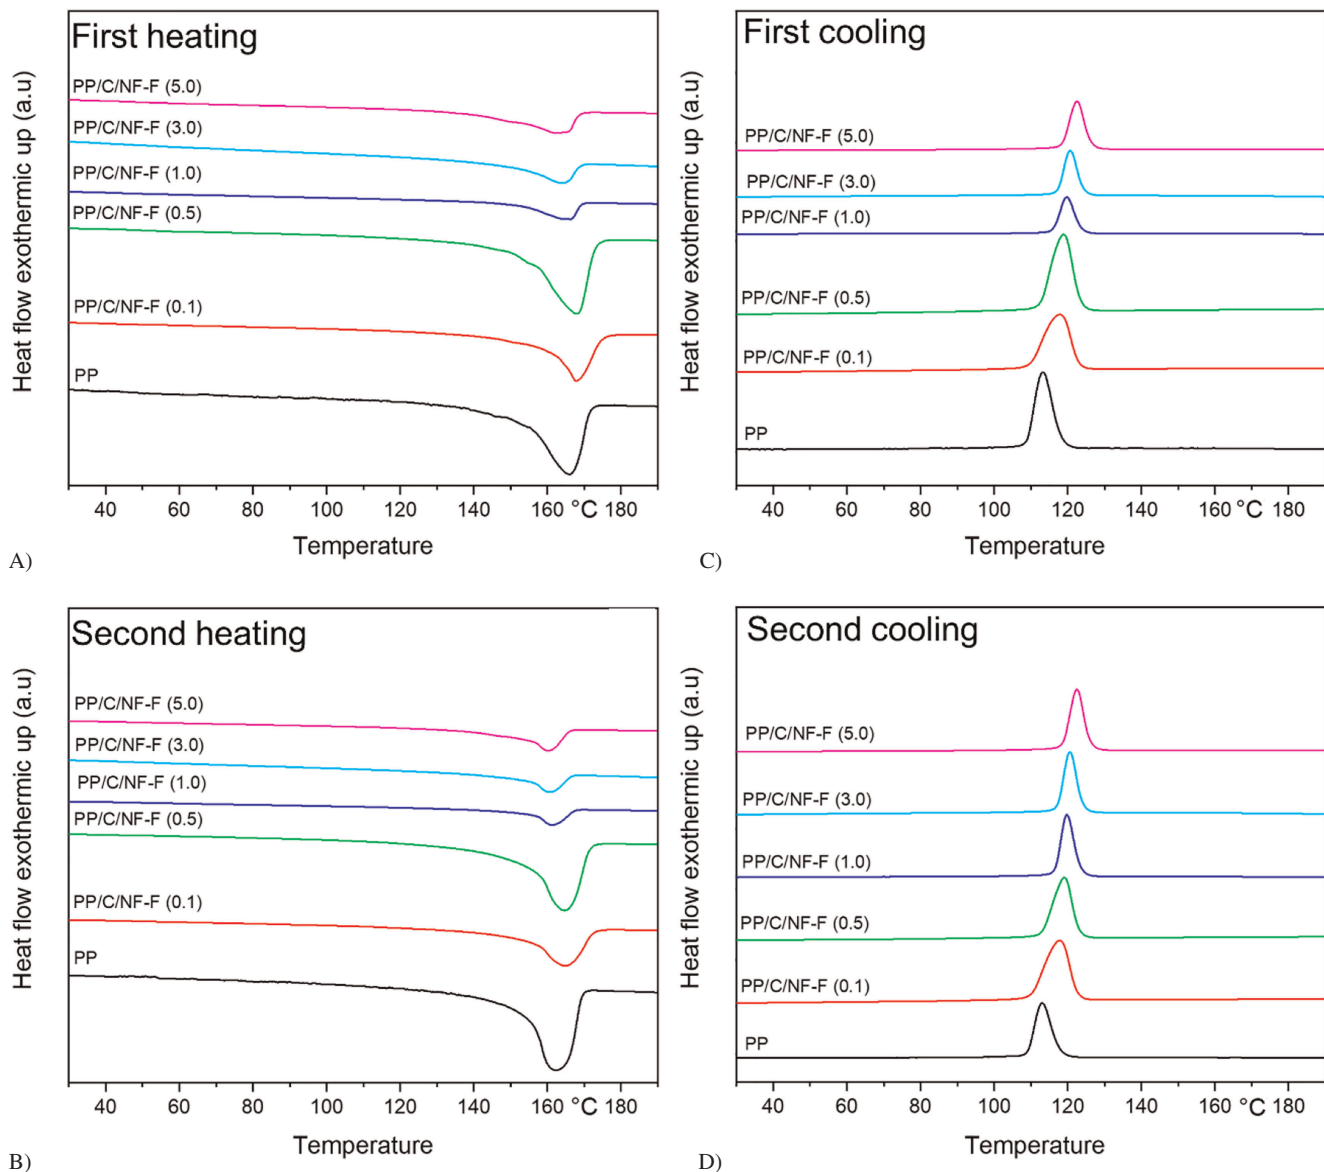 First heating
Heat flow exothermic up (a.u)
PP/C/NF-F (5.0)
PP/C/NF-F (3.0)
PP/C/NF-F (1.0)
PP/C/NF-F (0.5)
PP/C/NF-F (0.1)
PP
40 60 80 100 120 140 160 °C 180
Temperature
A)
First cooling
Heat flow exothermic up (a.u)
PP/C/NF-F (5.0)
PP/C/NF-F (3.0)
PP/C/NF-F (1.0)
PP/C/NF-F (0.5)
PP/C/NF-F (0.1)
PP
40 60 80 100 120 140 160 °C 180
Temperature
C)
Second heating
Heat flow exothermic up (a.u)
PP/C/NF-F (5.0)
PP/C/NF-F (3.0)
PP/C/NF-F (1.0)
PP/C/NF-F (0.5)
PP/C/NF-F (0.1)
PP
40 60 80 100 120 140 160 °C 180
Temperature
B)
Second cooling
Heat flow exothermic up (a.u)
PP/C/NF-F (5.0)
PP/C/NF-F (3.0)
PP/C/NF-F (1.0)
PP/C/NF-F (0.5)
PP/C/NF-F (0.1)
PP
40 60 80 100 120 140 160 °C 180
Temperature
D)